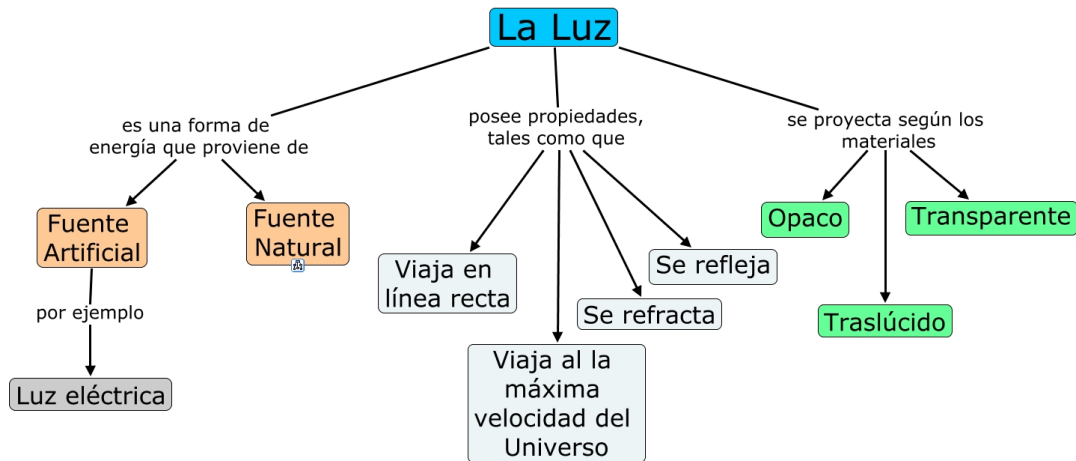 La Luz
es una forma de
energía que proviene de
posee propiedades,
tales como que
se proyecta según los
materiales
Fuente
Artificial
Fuente
Natural
Opaco
Transparente
Viaja en
línea recta
Se refleja
Se refracta
Traslúcido
por ejemplo
Luz eléctrica
Viaja al la
máxima
velocidad del
Universo